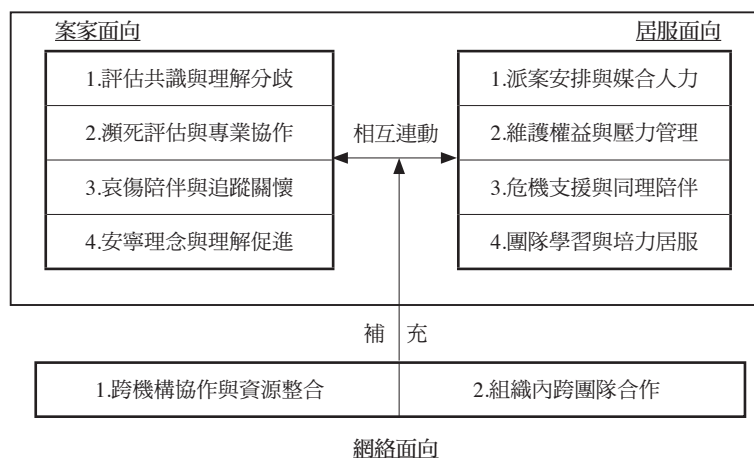 案家面向
居服面向
1.評估共識與理解分歧
2.瀕死評估與專業協作
3.哀傷陪伴與追蹤關懷
4.安寧理念與理解促進
相互連動
1.派案安排與媒合人力
2.維護權益與壓力管理
3.危機支援與同理陪伴
4.團隊學習與培力居服
補充
1.跨機構協作與資源整合
2.組織內跨團隊合作
網絡面向